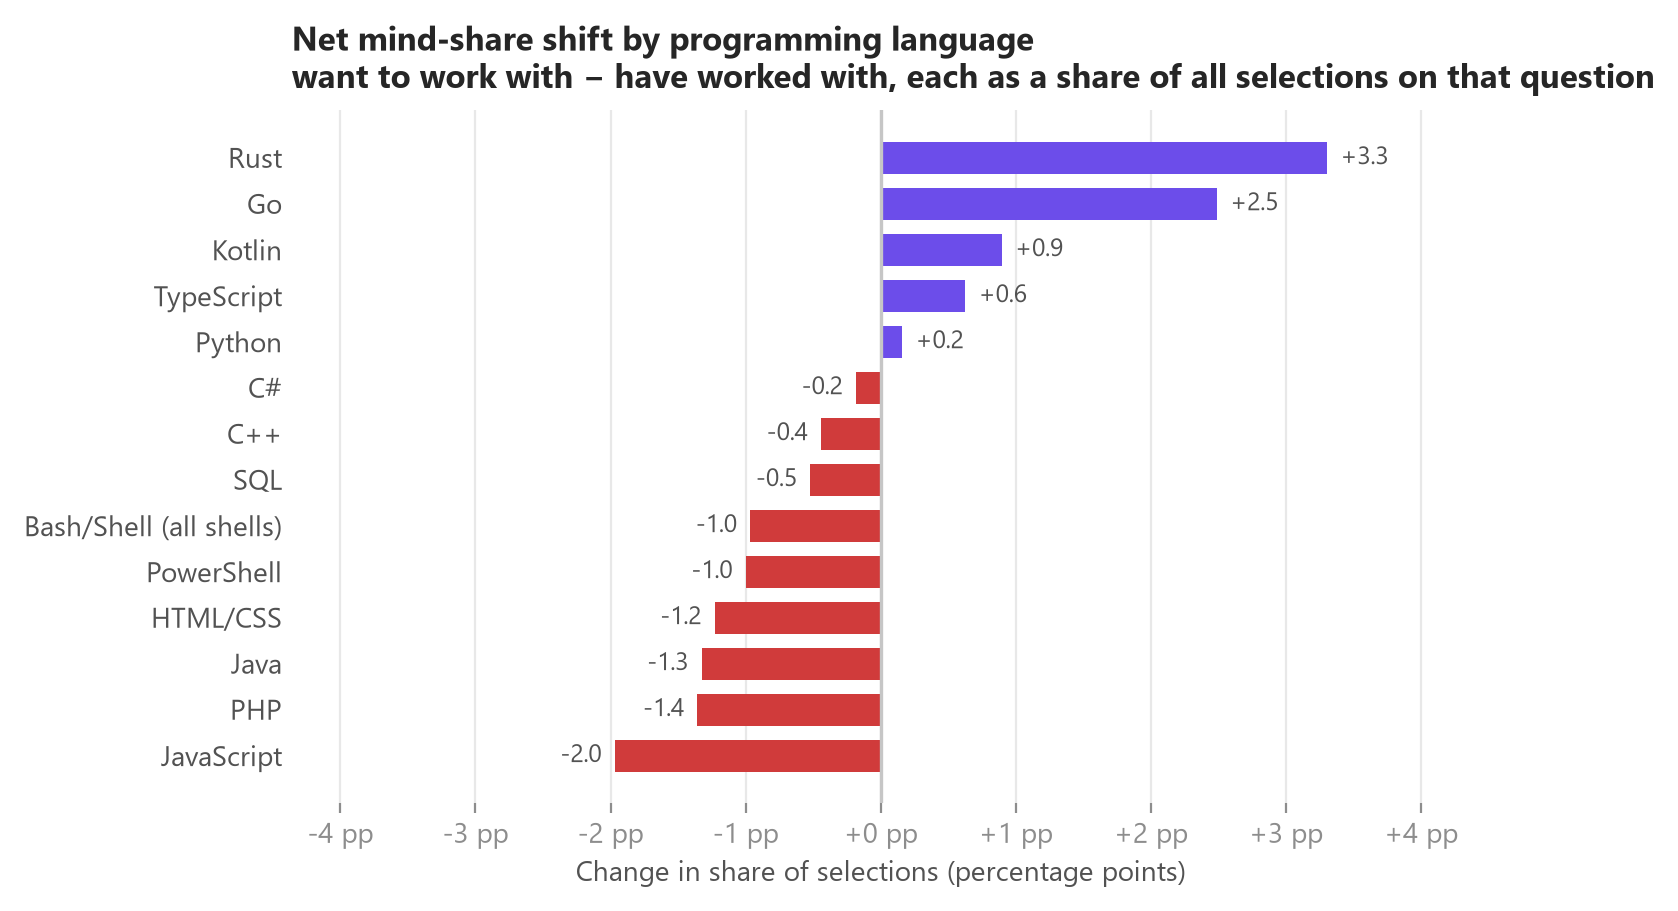 Net mind-share shift by programming language
want to work with − have worked with, each as a share of all selections on that question
Rust +3.3
Go +2.5
Kotlin +0.9
TypeScript +0.6
Python +0.2
C# -0.2
C++ -0.4
SQL -0.5
Bash/Shell (all shells) -1.0
PowerShell -1.0
HTML/CSS -1.2
Java -1.3
PHP -1.4
JavaScript -2.0
-4 pp -3 pp -2 pp -1 pp +0 pp +1 pp +2 pp +3 pp +4 pp
Change in share of selections (percentage points)